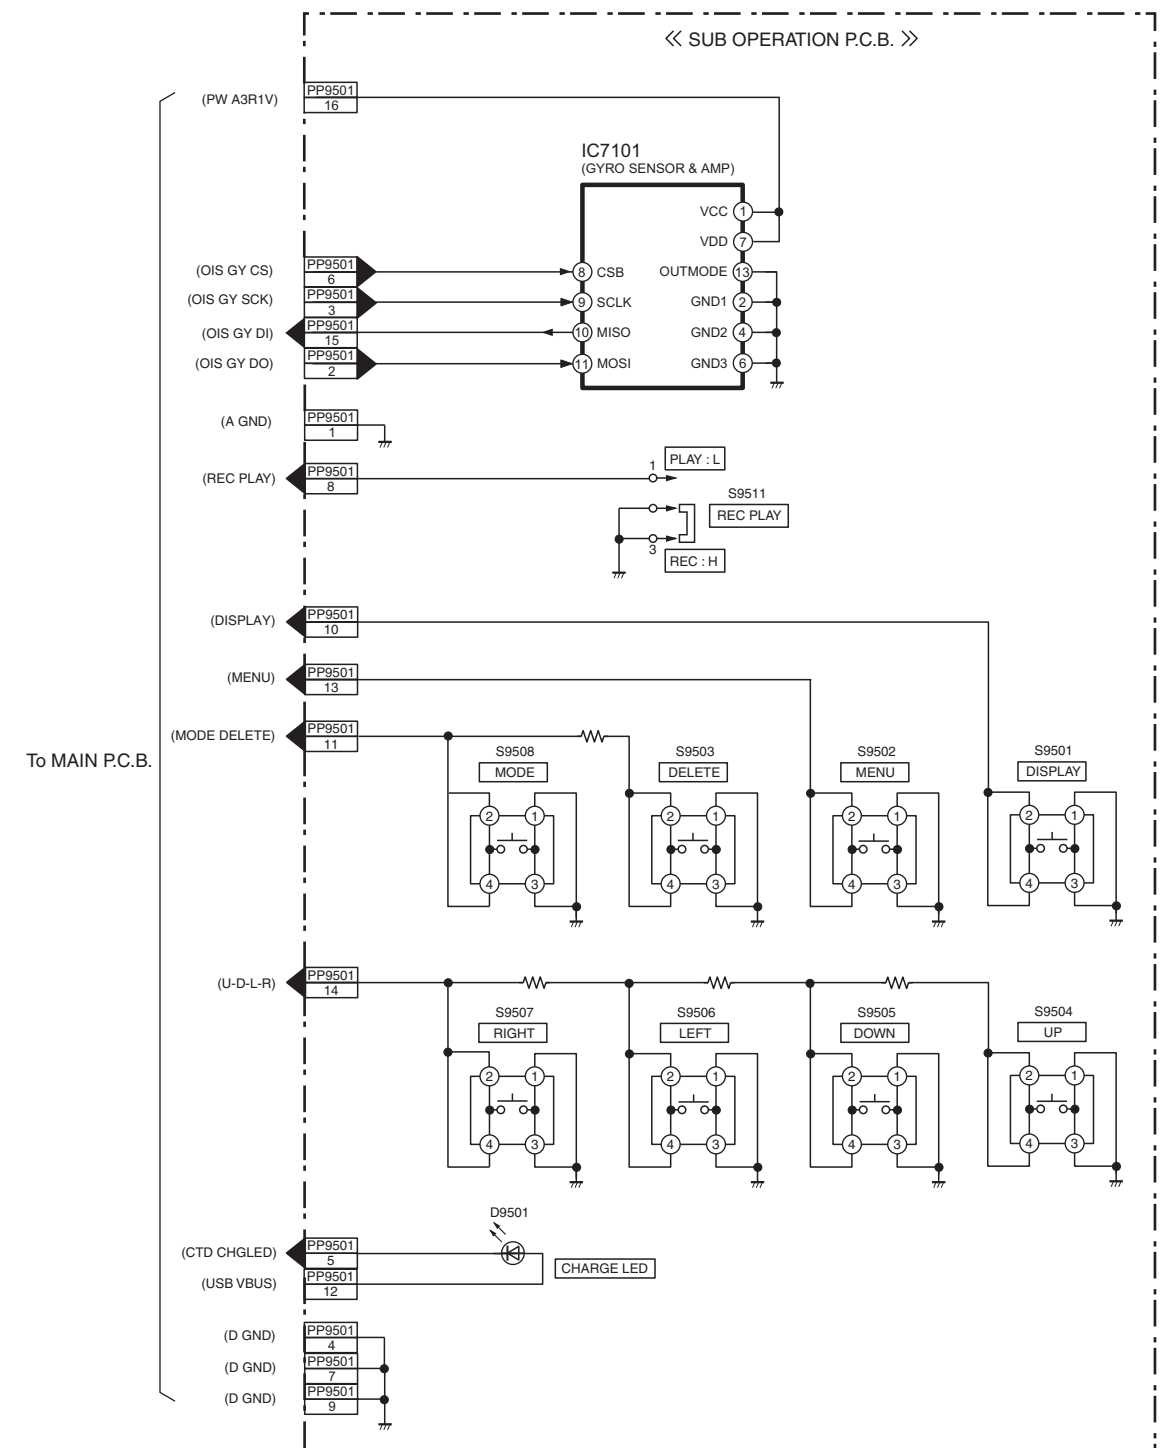 ≪ SUB OPERATION P.C.B. ≫
(PW A3R1V)
PP9501
16
IC7101
(GYRO SENSOR & AMP)
VCC 1
VDD 7
(OIS GY CS)
PP9501
6
8 CSB
OUTMODE 13
(OIS GY SCK)
PP9501
3
9 SCLK
GND1 2
(OIS GY DI)
PP9501
15
10 MISO
GND2 4
(OIS GY DO)
PP9501
2
11 MOSI
GND3 6
(A GND)
PP9501
1
(REC PLAY)
PP9501
8
1
PLAY : L
S9511
REC PLAY
3
REC : H
(DISPLAY)
PP9501
10
(MENU)
PP9501
13
(MODE DELETE)
PP9501
11
To MAIN P.C.B.
S9508
MODE
2 1
4 3
S9503
DELETE
2 1
4 3
S9502
MENU
2 1
4 3
S9501
DISPLAY
2 1
4 3
(U-D-L-R)
PP9501
14
S9507
RIGHT
2 1
4 3
S9506
LEFT
2 1
4 3
S9505
DOWN
2 1
4 3
S9504
UP
2 1
4 3
D9501
(CTD CHGLED)
PP9501
5
CHARGE LED
(USB VBUS)
PP9501
12
(D GND)
PP9501
4
(D GND)
PP9501
7
(D GND)
PP9501
9